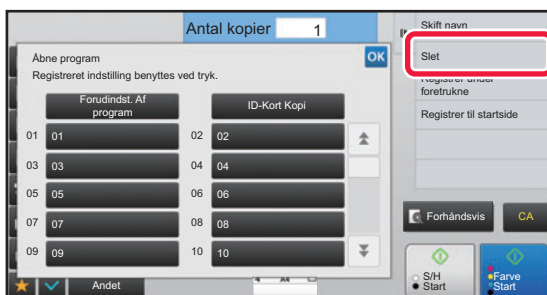 Antal kopier 1
Åbne program
OK
Registreret indstilling benyttes ved tryk.
Forudindst. Af
program
ID-Kort Kopi
01 01
02 02
03 03
04 04
05 05
06 06
07 07
08 08
09 09
10 10
Andet
A4
Skift navn
Slet
Registrer under
foretrukne
Registrer til startside
Forhåndsvis
CA
S/H
Start
Farve
Start